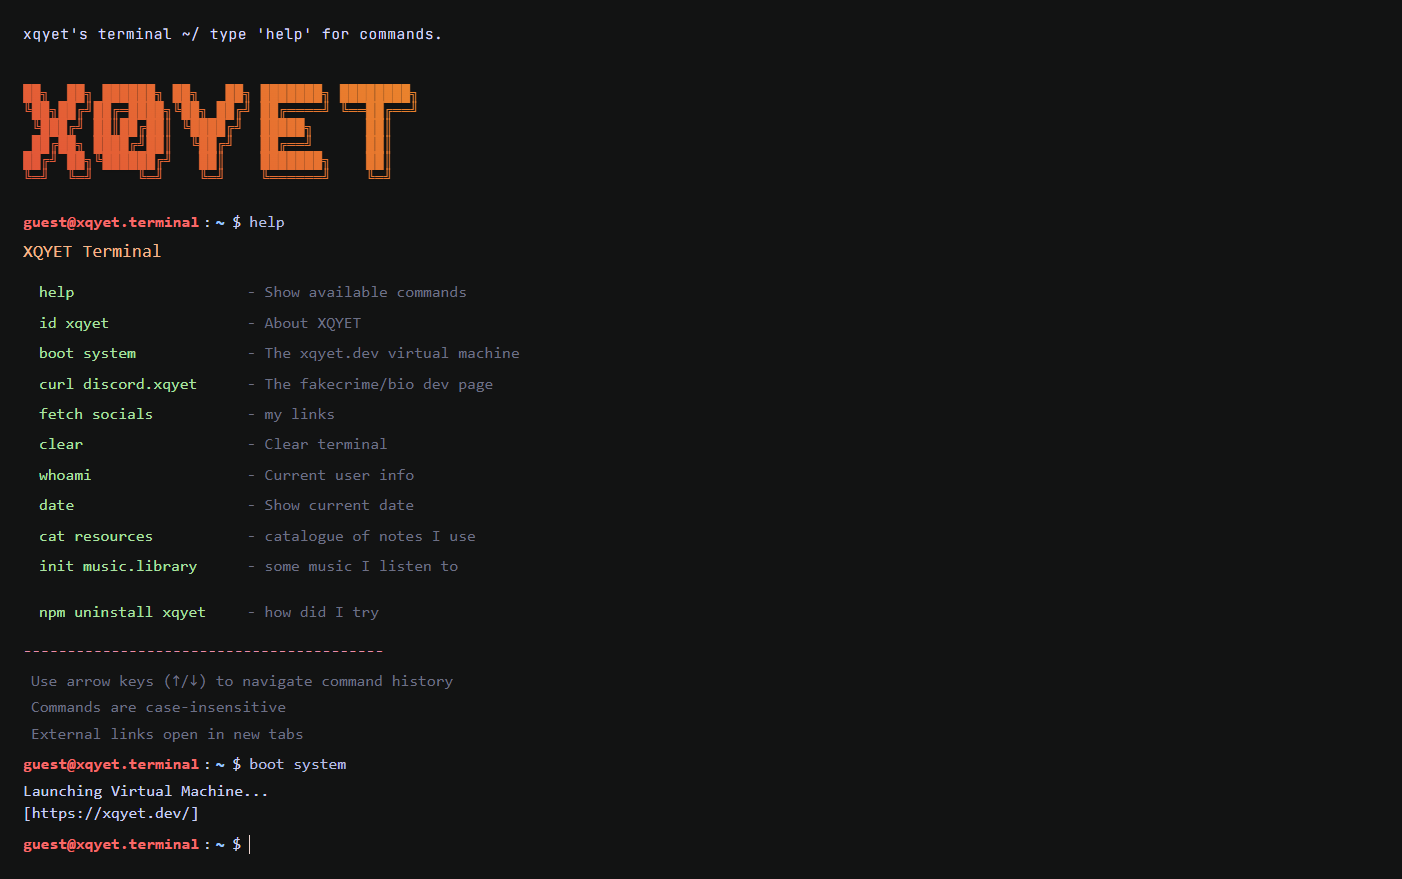 xqyet's terminal ~/ type 'help' for commands.
XQYET
guest@xqyet.terminal:~$ help
XQYET Terminal
help - Show available commands
id xqyet - About XQYET
boot system - The xqyet.dev virtual machine
curl discord.xqyet - The fakecrime/bio dev page
fetch socials - my links
clear - Clear terminal
whoami - Current user info
date - Show current date
cat resources - catalogue of notes I use
init music.library - some music I listen to
npm uninstall xqyet - how did I try
-----------------------------------------
Use arrow keys (↑/↓) to navigate command history
Commands are case-insensitive
External links open in new tabs
guest@xqyet.terminal:~$ boot system
Launching Virtual Machine...
[https://xqyet.dev/]
guest@xqyet.terminal:~$